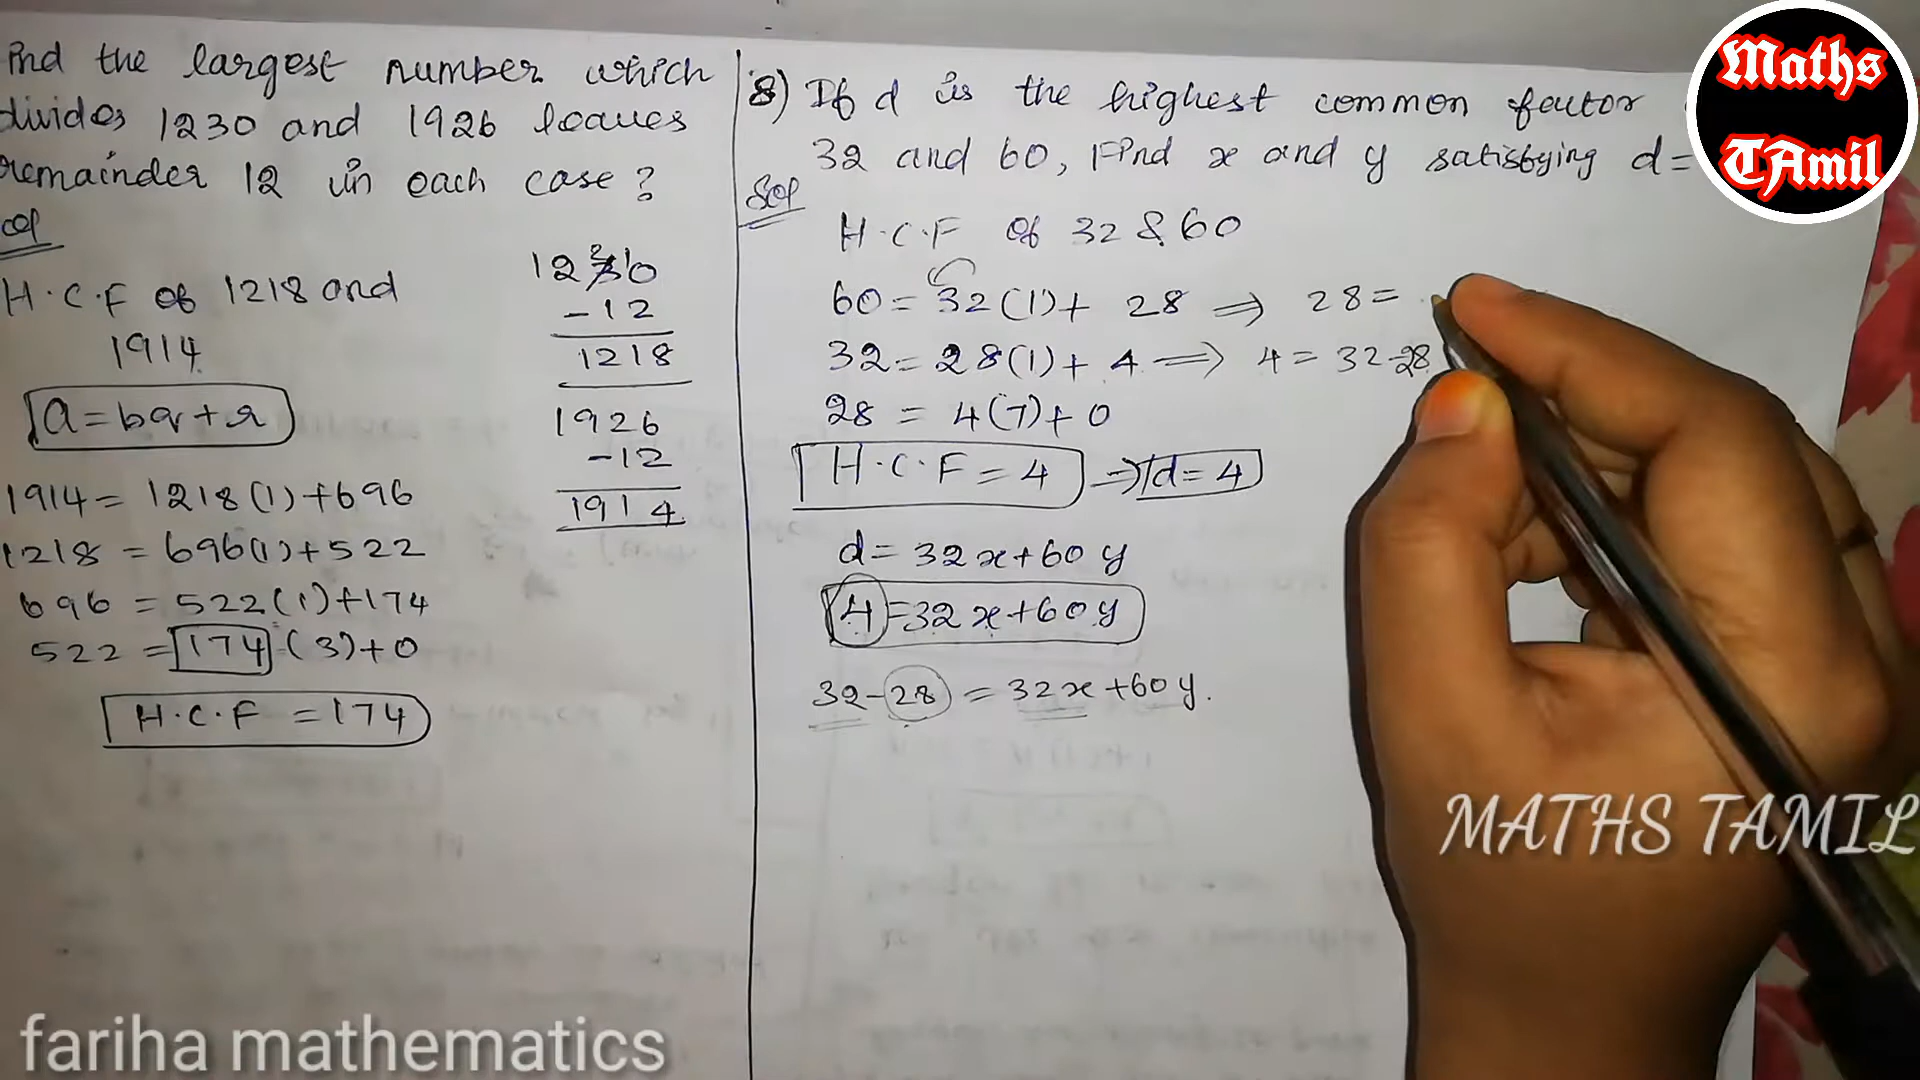 Find the largest number which
divides 1230 and 1926 leaves
remainder 12 in each case ?
Sol
H.C.F of 1218 and
1914
a = bq + r
1914 = 1218(1)+696
1218 = 696(1)+522
696 = 522(1)+174
522 = 174 (3)+0
H.C.F = 174
1230
-12
1218
1926
-12
1914
8) If d is the highest common factor
32 and 60, Find x and y satisfying d=
Sol
H.C.F of 32 & 60
60 = 32(1)+ 28 ⇒ 28 =
32 = 28(1)+ 4 ⇒ 4 = 32-28
28 = 4(7)+ 0
H.C.F = 4 ⇒ d = 4
d = 32x+60y
4 = 32x+60y
32-28 = 32x+60y.
Maths
TAmil
MATHS TAMIL
fariha mathematics